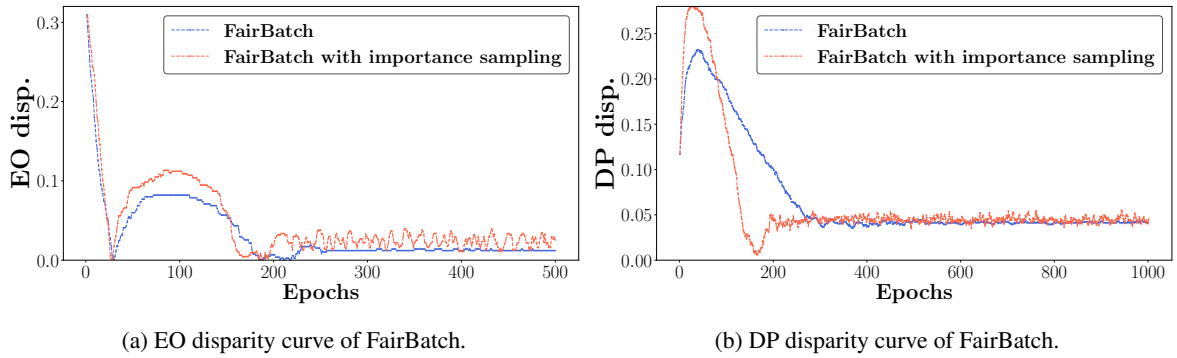 EO disp.
0.3
0.2
0.1
0.0
FairBatch
FairBatch with importance sampling
0 100 200 300 400 500
Epochs
(a) EO disparity curve of FairBatch.
DP disp.
0.25
0.20
0.15
0.10
0.05
0.00
FairBatch
FairBatch with importance sampling
0 200 400 600 800 1000
Epochs
(b) DP disparity curve of FairBatch.